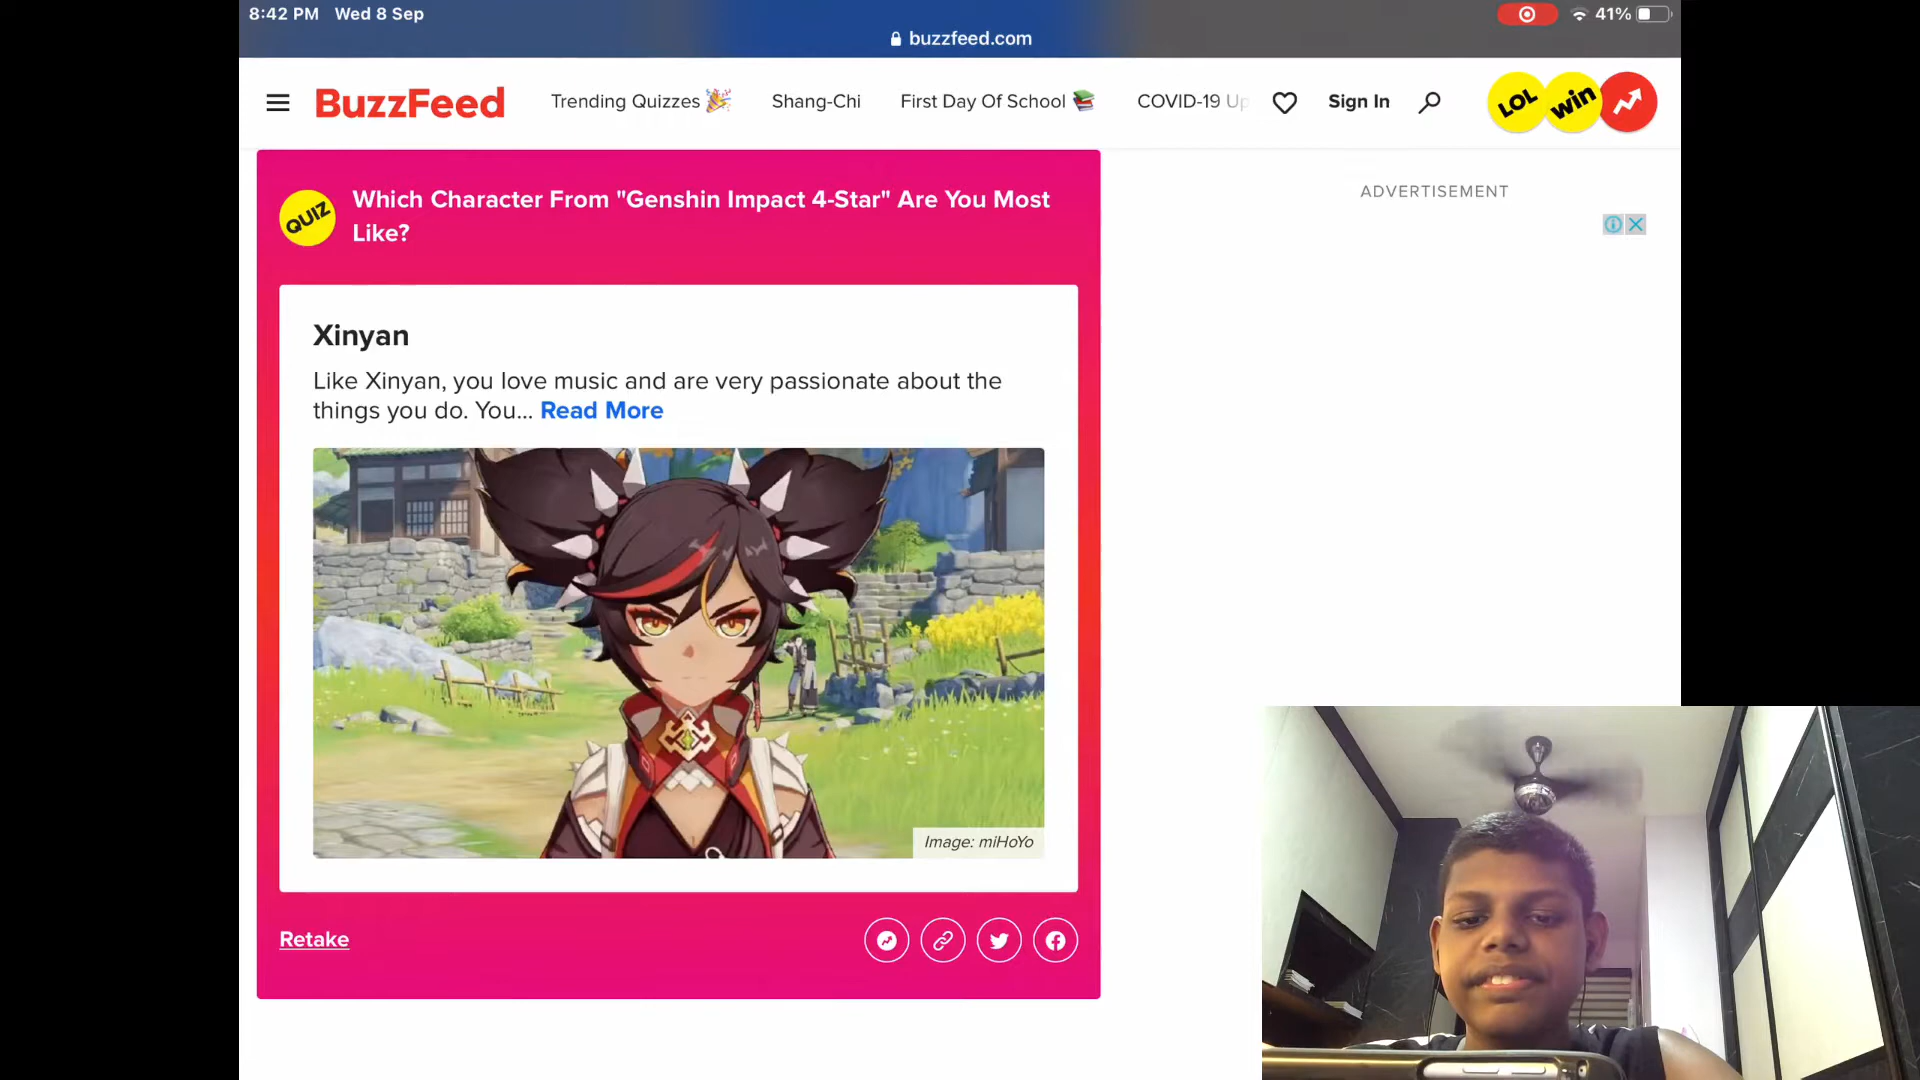 8:42 PM Wed 8 Sep
41%
buzzfeed.com
BuzzFeed
Trending Quizzes 🎉 Shang-Chi First Day Of School 📚 COVID-19 Up
Sign In
LOL win
ADVERTISEMENT
QUIZ
Which Character From "Genshin Impact 4-Star" Are You Most
Like?
Xinyan
Like Xinyan, you love music and are very passionate about the
things you do. You... Read More
Image: miHoYo
Retake